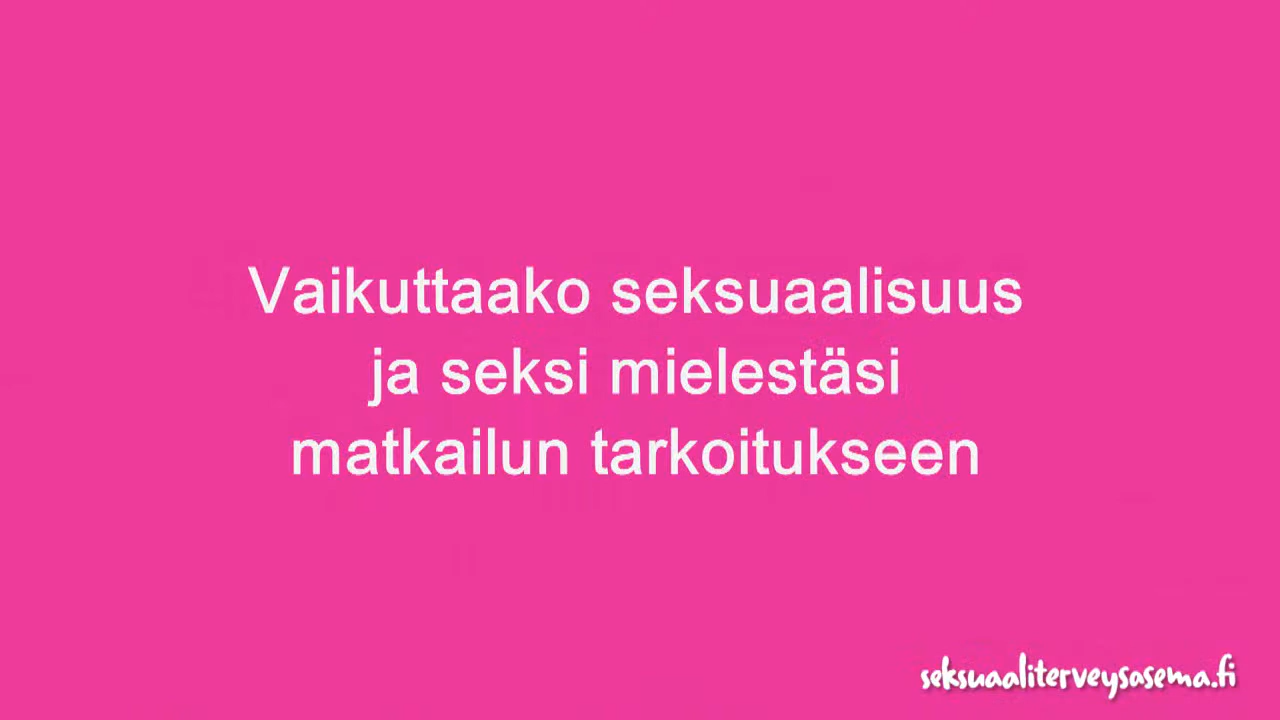 Vaikuttaako seksuaalisuus
ja seksi mielestäsi
matkailun tarkoitukseen
seksuaaliterveysasema.fi